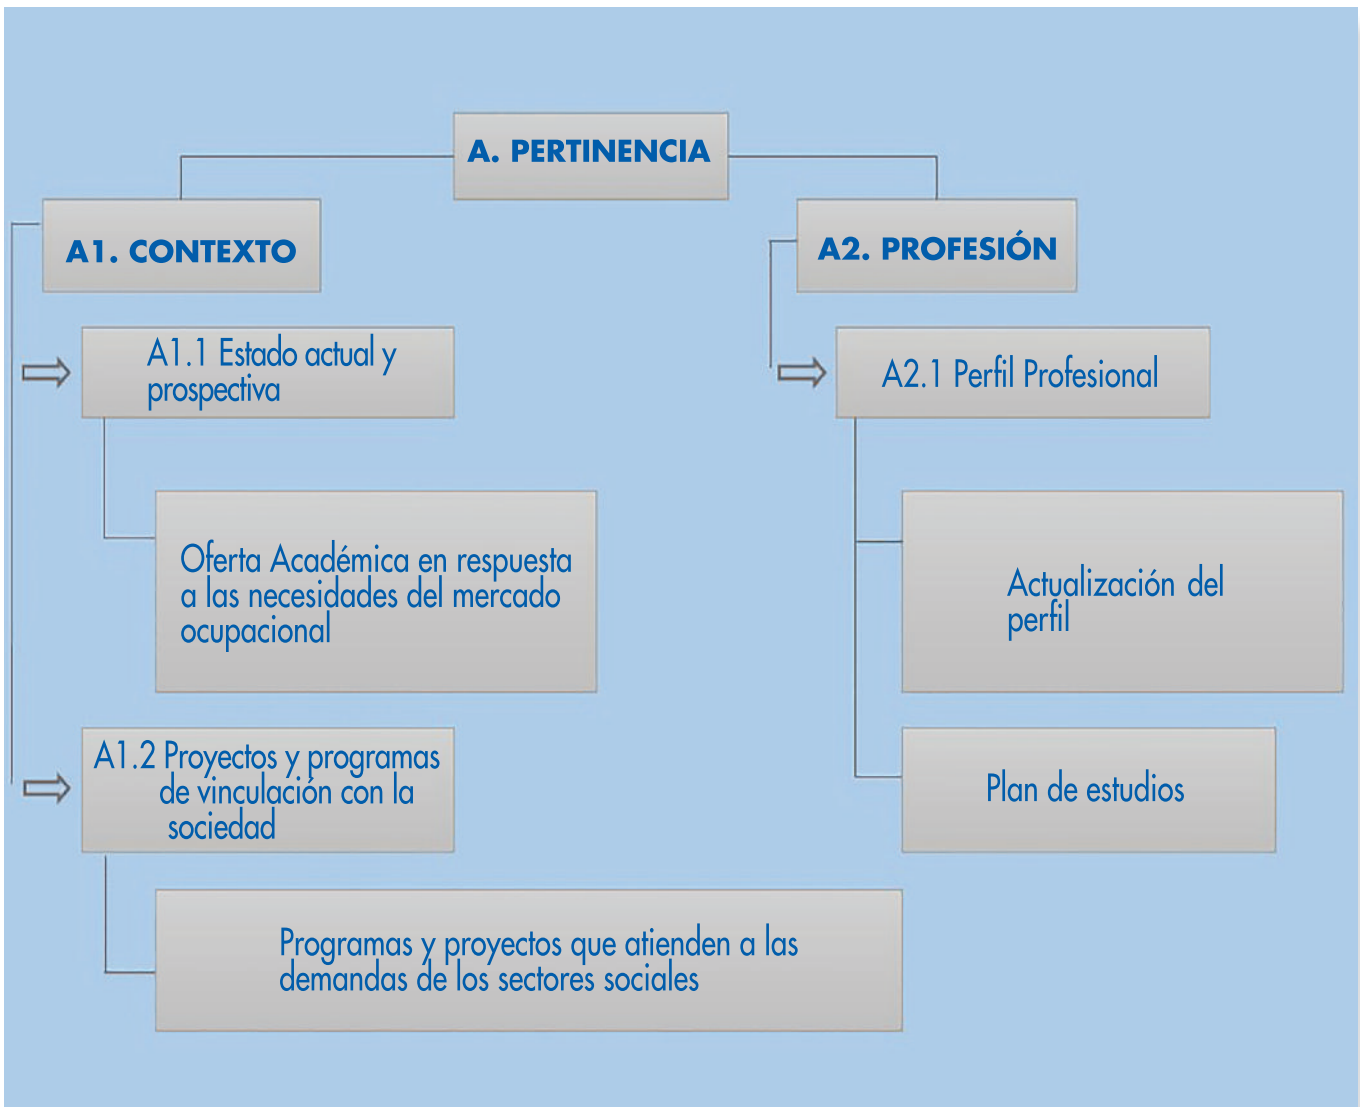 A. PERTINENCIA
A1. CONTEXTO
A2. PROFESIÓN
A1.1 Estado actual y
prospectiva
A2.1 Perfil Profesional
Oferta Académica en respuesta
a las necesidades del mercado
ocupacional
Actualización del
perfil
A1.2 Proyectos y programas
de vinculación con la
sociedad
Plan de estudios
Programas y proyectos que atienden a las
demandas de los sectores sociales